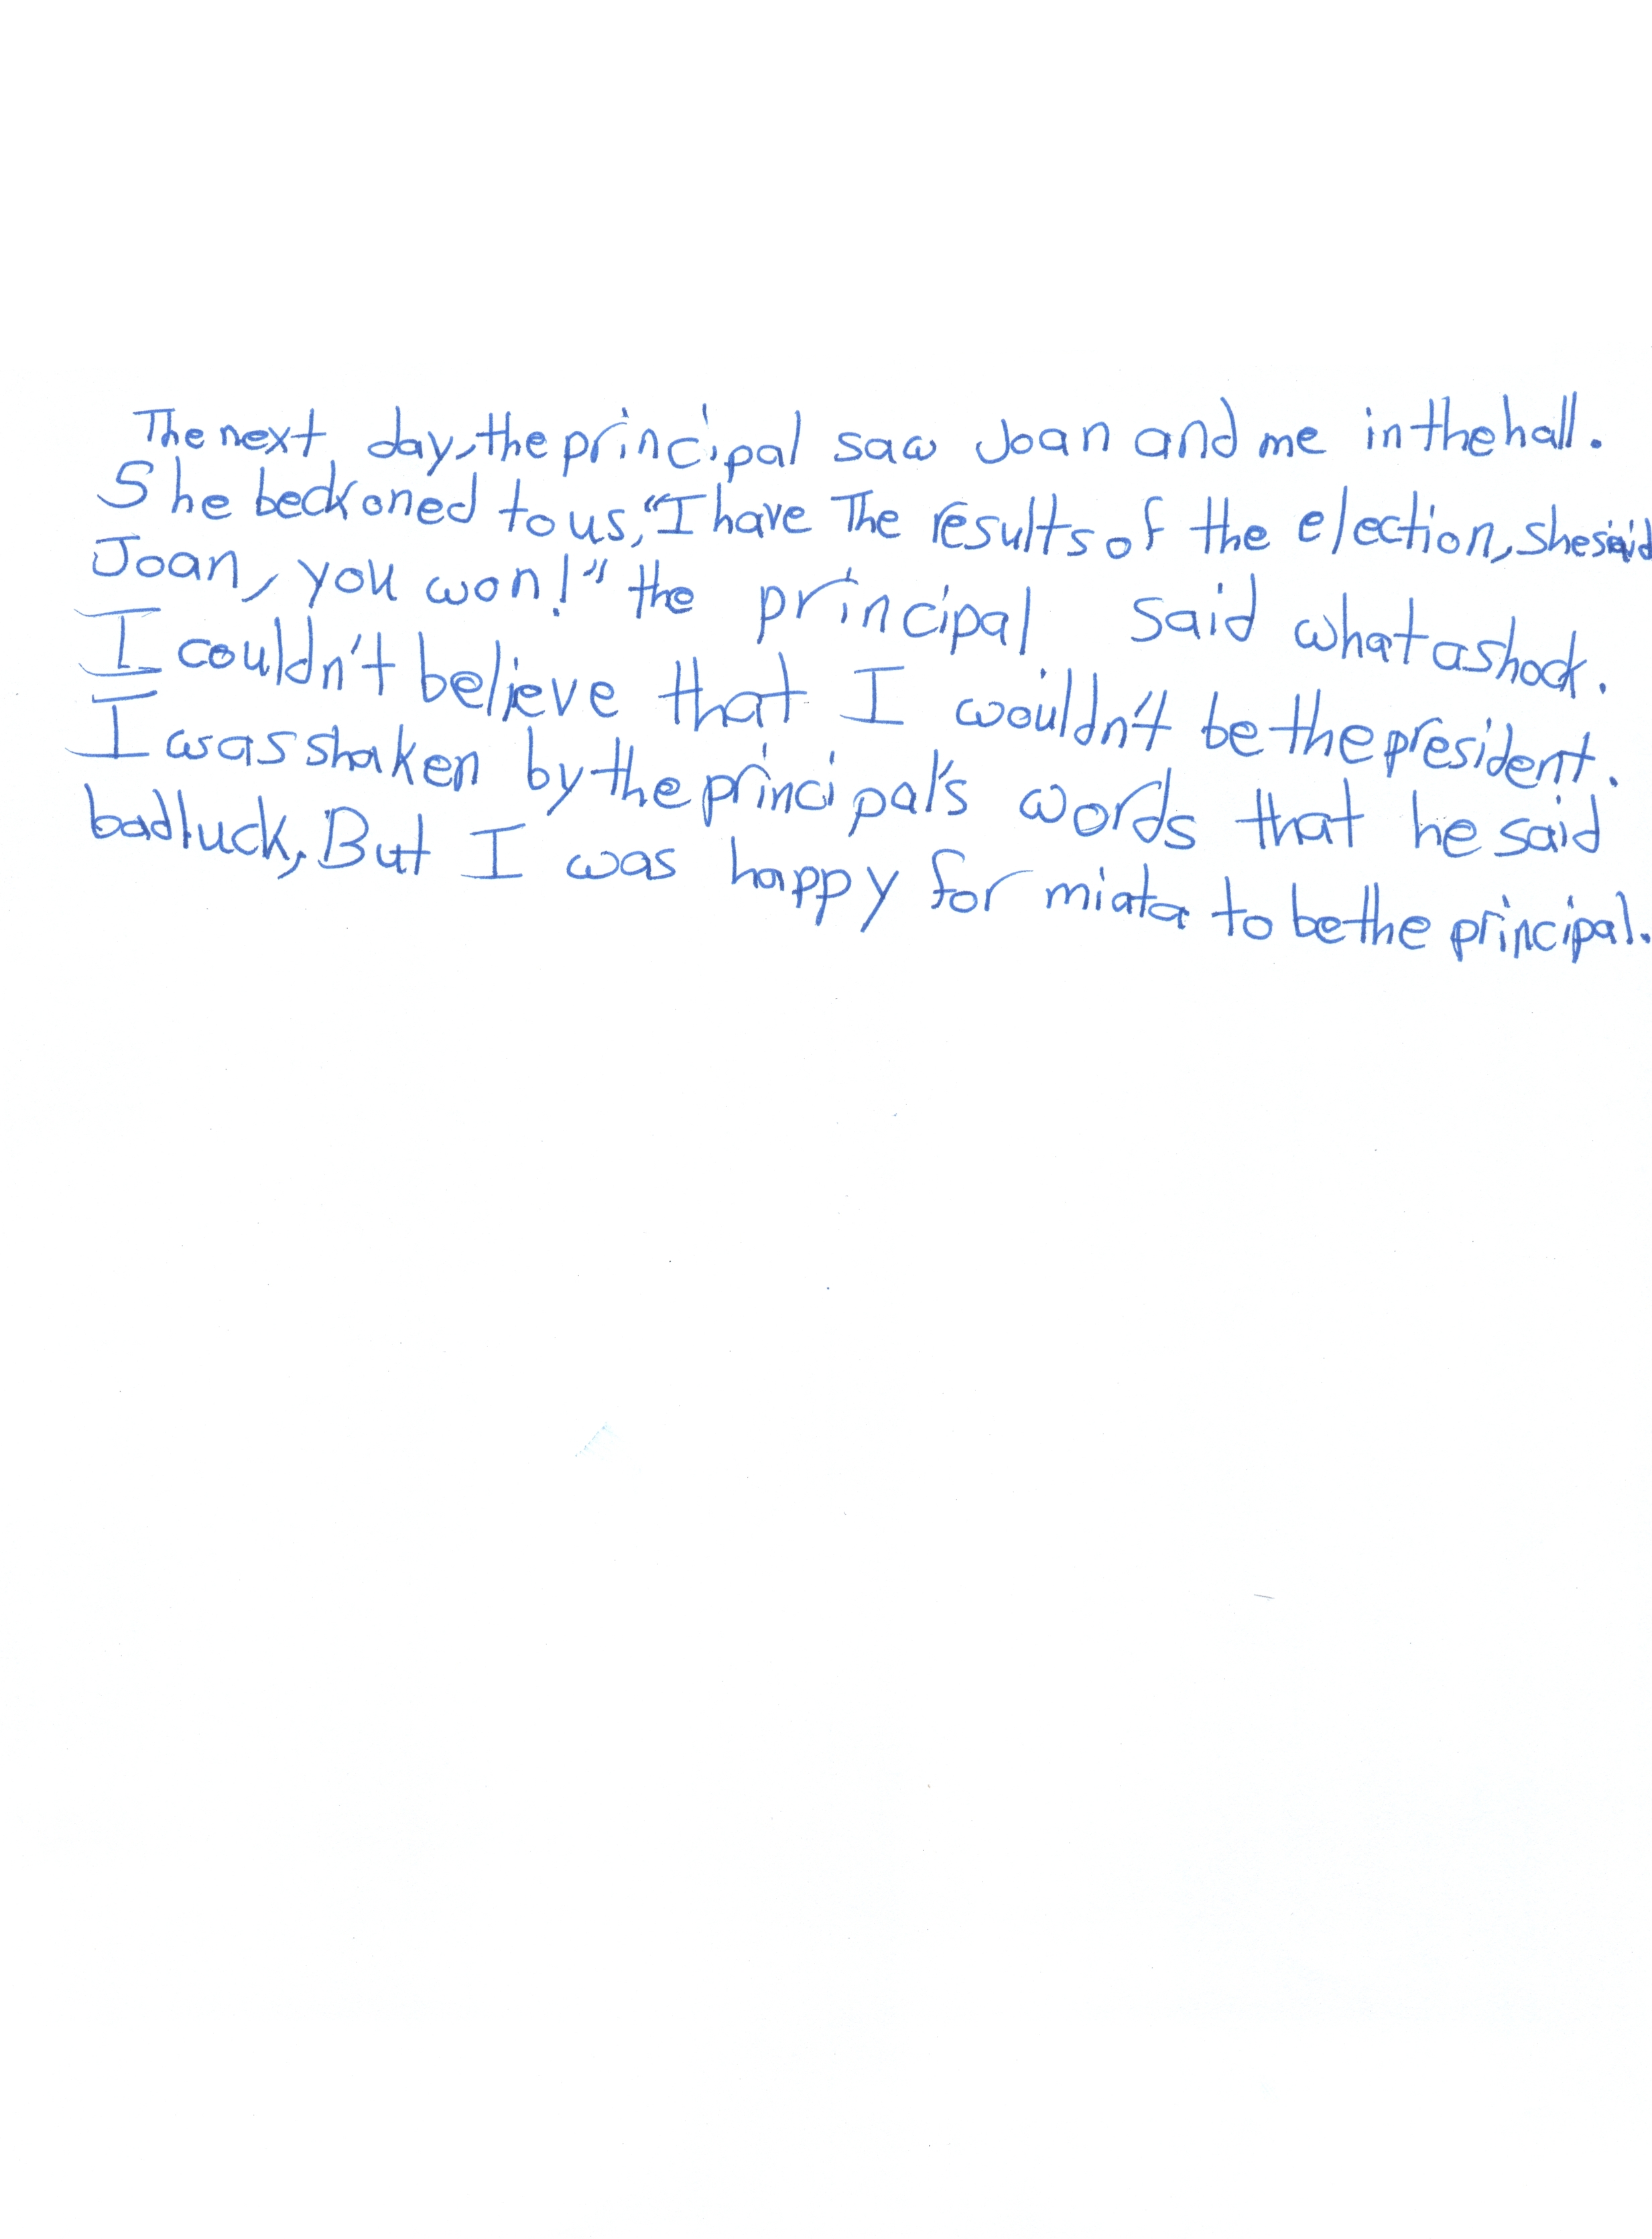 The next day, the principal saw Joan and me in the hall.
She beckoned to us, "I have The results of the election, she said
Joan, you won!" the principal said what a shock.
I couldn't believe that I wouldn't be the president.
I was shaken by the principal's words that he said
bad luck, But I was happy for miata to be the principal.